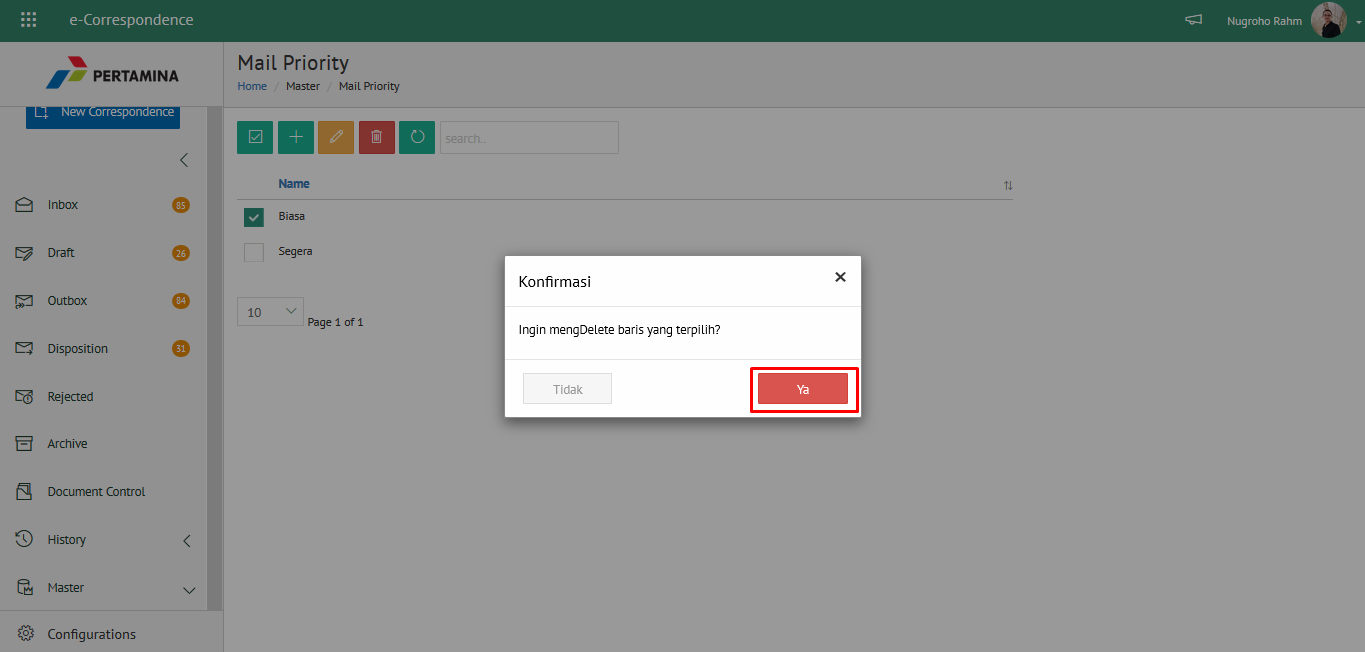 e-Correspondence
Nugroho Rahm
PERTAMINA
New Correspondence
Inbox 85
Draft 26
Outbox 84
Disposition 31
Rejected
Archive
Document Control
History
Master
Configurations
Mail Priority
Home / Master / Mail Priority
search..
Name
Biasa
Segera
10
Page 1 of 1
Konfirmasi
Ingin mengDelete baris yang terpilih?
Tidak
Ya